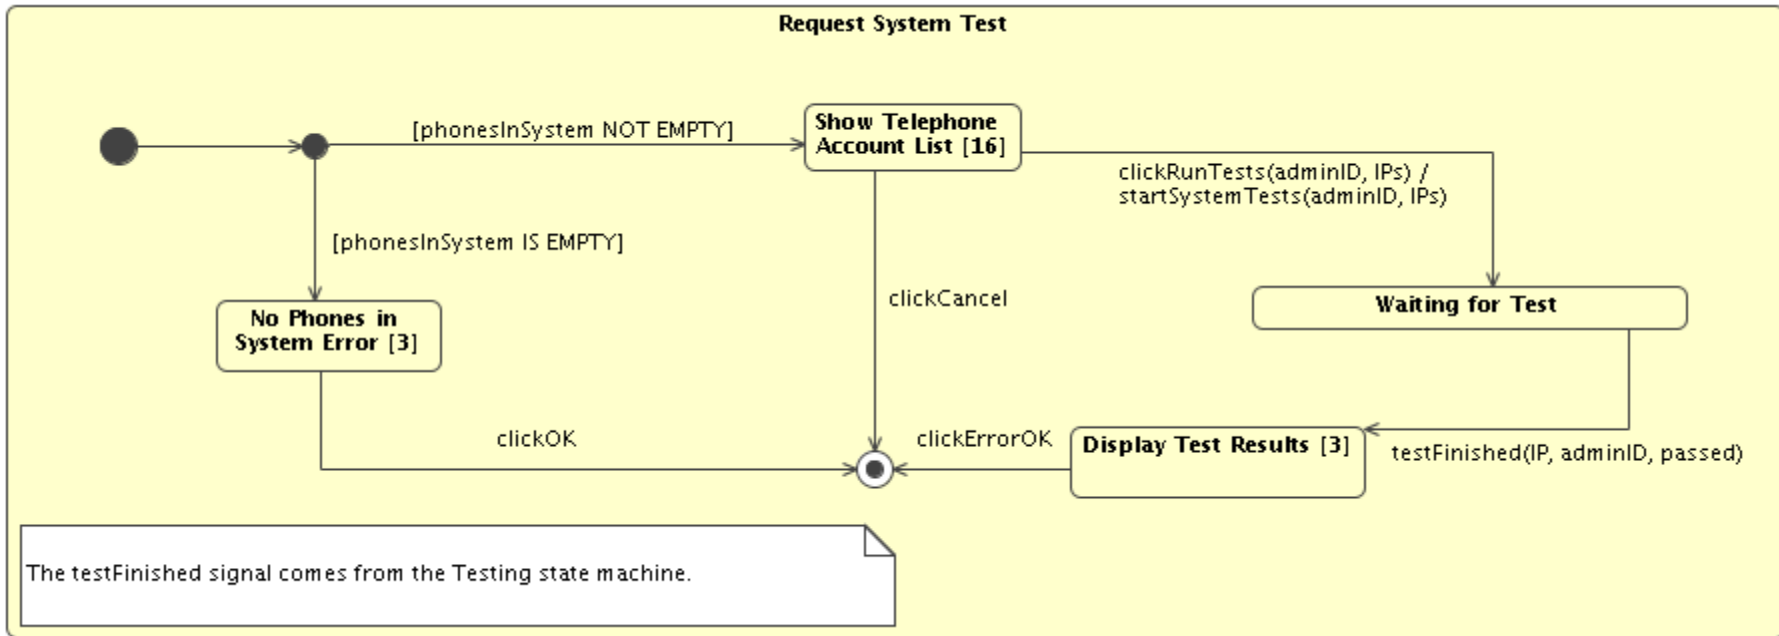 Request System Test
[phonesInSystem NOT EMPTY]
Show Telephone
Account List [16]
clickRunTests(adminID, IPs) /
startSystemTests(adminID, IPs)
[phonesInSystem IS EMPTY]
clickCancel
Waiting for Test
No Phones in
System Error [3]
clickOK
clickErrorOK
Display Test Results [3]
testFinished(IP, adminID, passed)
The testFinished signal comes from the Testing state machine.